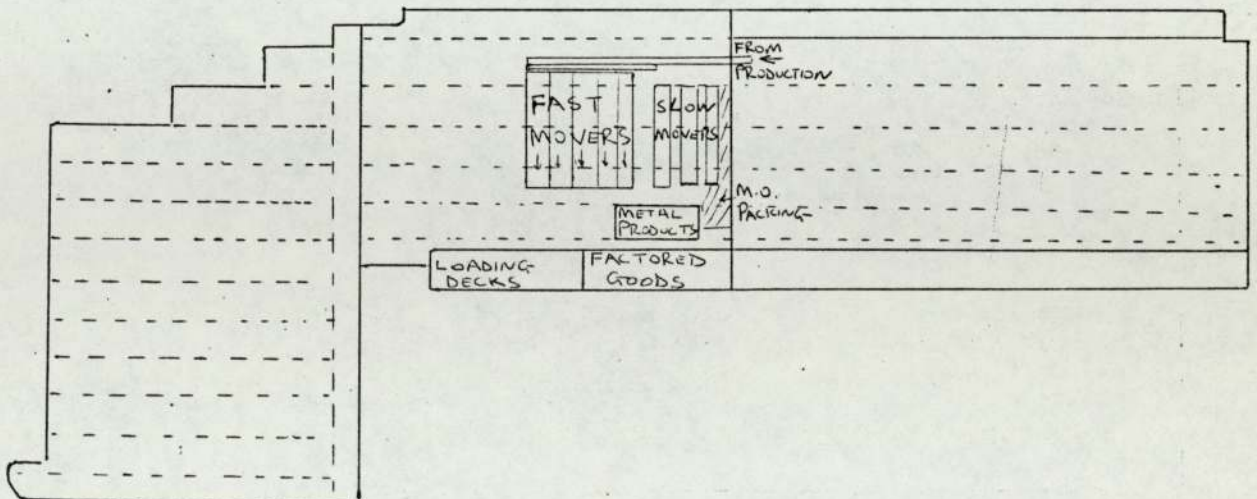 FROM
PRODUCTION
FAST
MOVERS
SLOW
MOVERS
M.O.
PACKING
METAL
PRODUCTS
LOADING
DECKS
FACTORED
GOODS